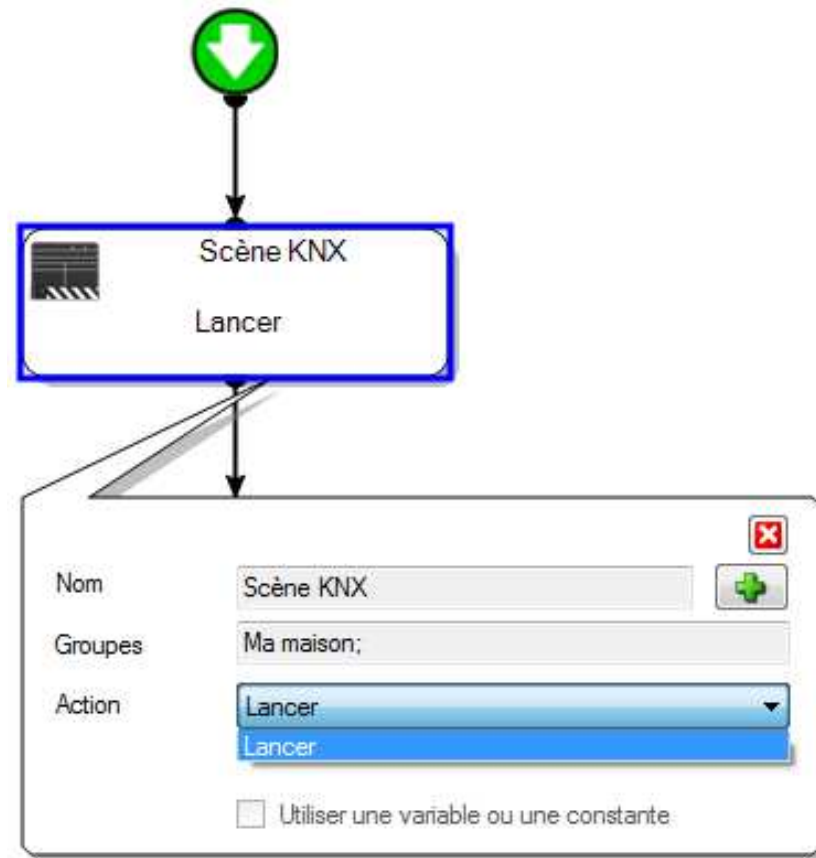 Scène KNX
Lancer
Nom Scène KNX
Groupes Ma maison;
Action Lancer
Lancer
Utiliser une variable ou une constante